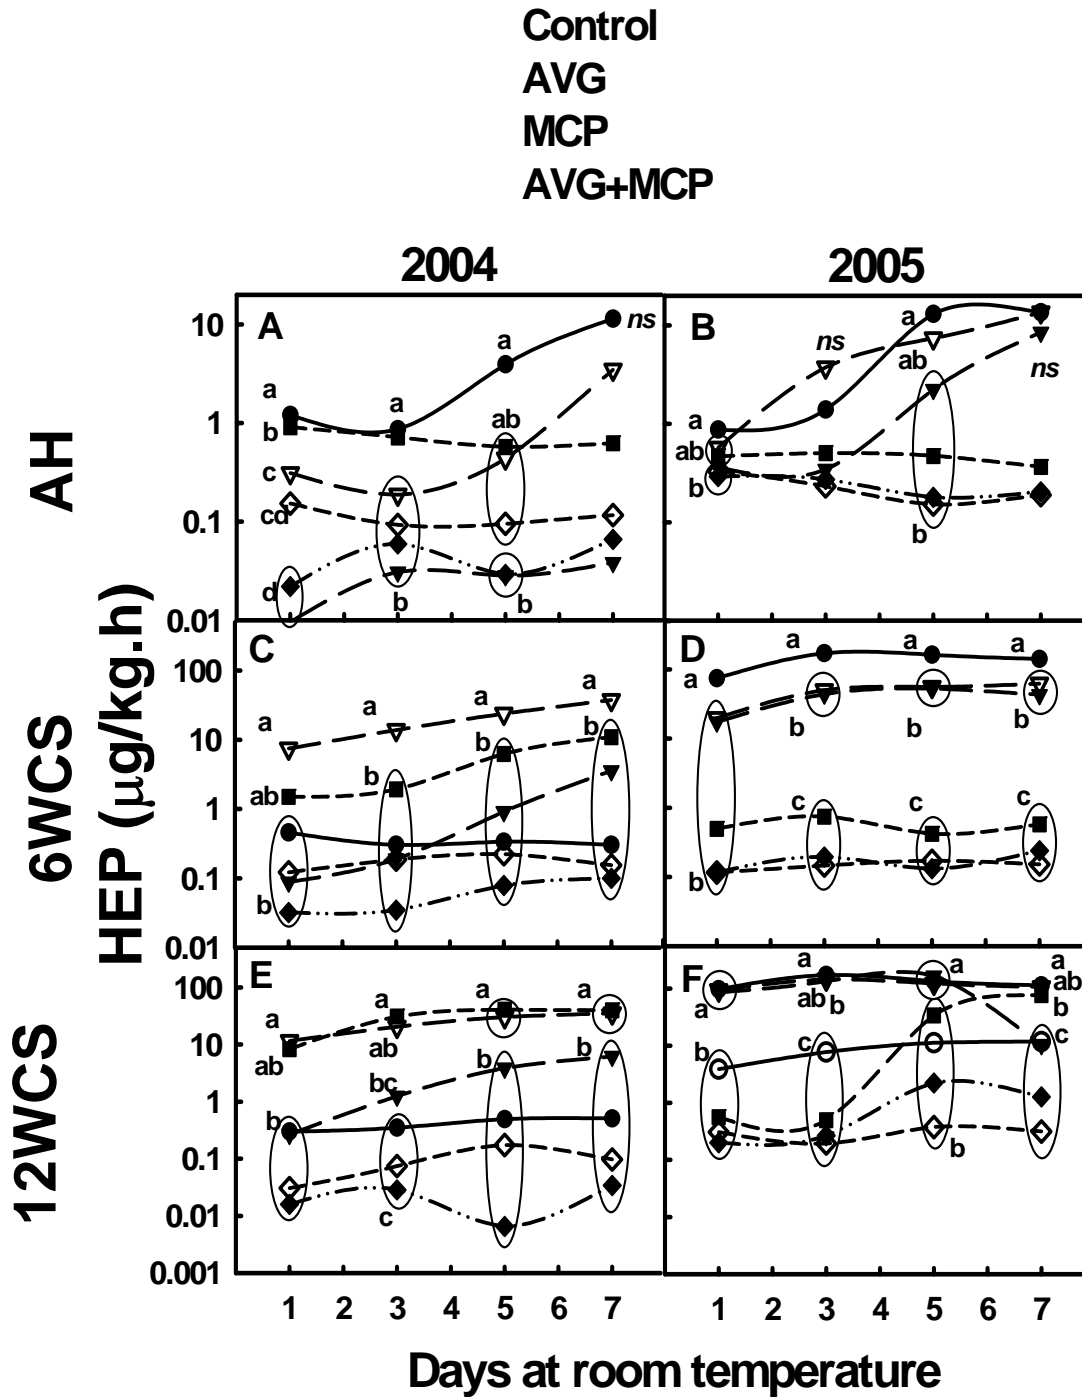 Control
AVG
MCP
AVG+MCP
2004 2005
AH
6WCS
12WCS
HEP (μg/kg.h)
A
10
1
0.1
0.01
a a a ns
b
c
cd
d
ab
b b
B
a ns a
ab
ab
b
b
ns
C
100
10
1
0.1
0.01
a a a a
ab b b b
b
D
a a a a
b b b
c c c
b
E
100
10
1
0.1
0.01
0.001
a a a a
ab ab
b bc b b
c
F
a a a
ab
a ab b b
b c c
b
1 2 3 4 5 6 7 1 2 3 4 5 6 7
Days at room temperature